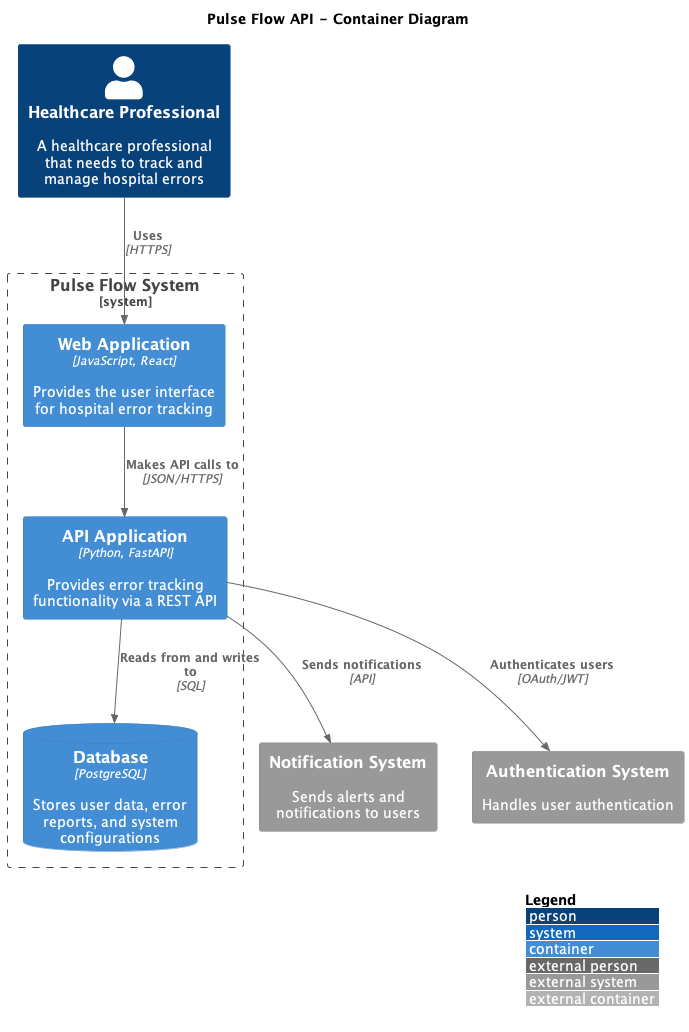 Pulse Flow API – Container Diagram
Healthcare Professional
A healthcare professional
that needs to track and
manage hospital errors
Uses
[HTTPS]
Pulse Flow System
[system]
Web Application
[JavaScript, React]
Provides the user interface
for hospital error tracking
Makes API calls to
[JSON/HTTPS]
API Application
[Python, FastAPI]
Provides error tracking
functionality via a REST API
Reads from and writes
to
[SQL]
Sends notifications
[API]
Authenticates users
[OAuth/JWT]
Database
[PostgreSQL]
Stores user data, error
reports, and system
configurations
Notification System
Sends alerts and
notifications to users
Authentication System
Handles user authentication
Legend
person
system
container
external person
external system
external container